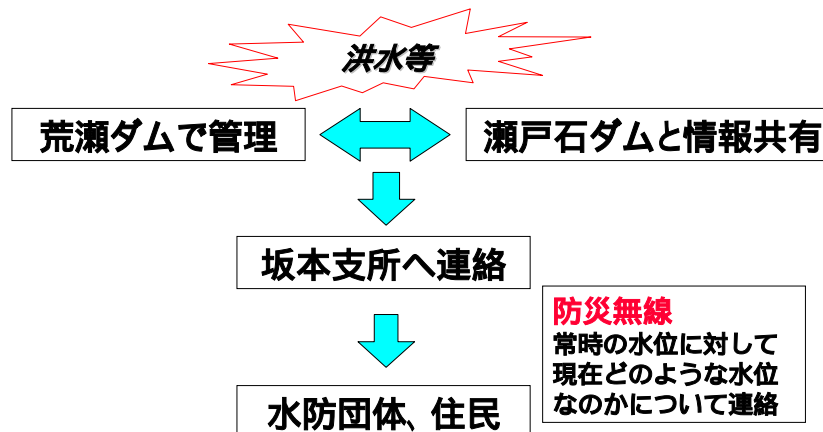 洪水等
荒瀬ダムで管理
瀬戸石ダムと情報共有
坂本支所へ連絡
防災無線
常時の水位に対して
現在どのような水位
なのかについて連絡
水防団体、住民